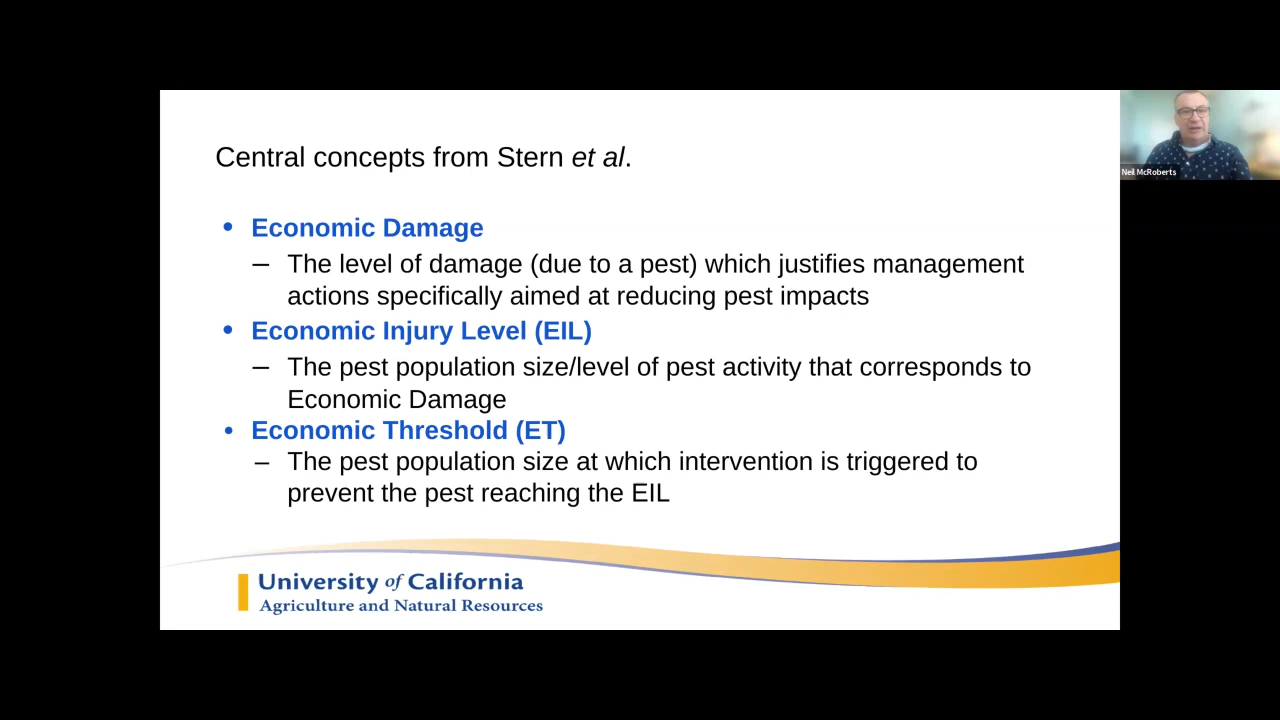 Central concepts from Stern et al.
• Economic Damage
– The level of damage (due to a pest) which justifies management
actions specifically aimed at reducing pest impacts
• Economic Injury Level (EIL)
– The pest population size/level of pest activity that corresponds to
Economic Damage
• Economic Threshold (ET)
– The pest population size at which intervention is triggered to
prevent the pest reaching the EIL
University of California
Agriculture and Natural Resources
Neil McRoberts